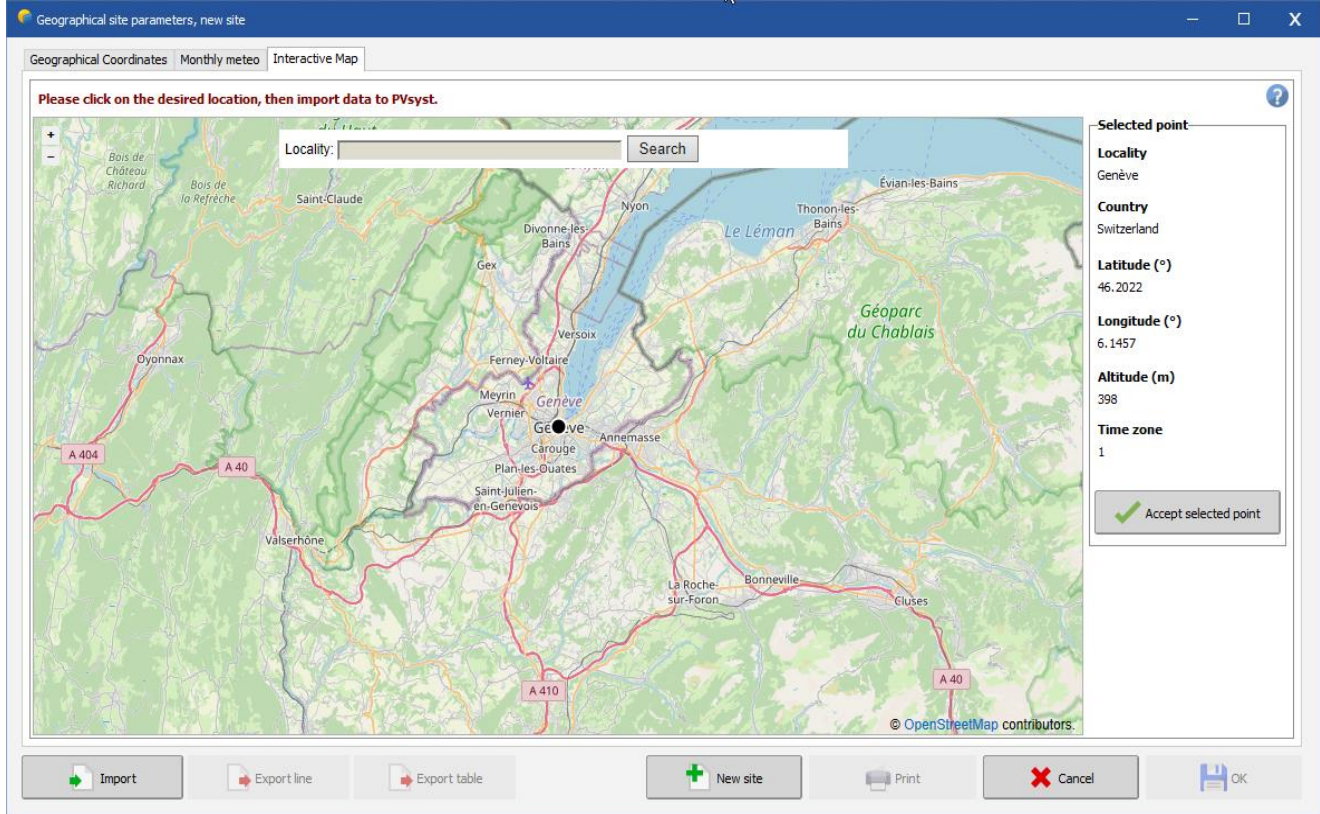 Geographical site parameters, new site
Geographical Coordinates
Monthly meteo
Interactive Map
Please click on the desired location, then import data to PVsyst.
+
−
Locality:
Search
Bois de
Château
Richard
Bois de
la Refrèche
Saint-Claude
Nyon
Divonne-les-
Bains
Gex
Le Léman
Thonon-les-
Bains
Évian-les-Bains
Géoparc
du Chablais
Versoix
Ferney-Voltaire
Oyonnax
Meyrin
Vernier
Genève
Annemasse
Carouge
Plan-les-Ouates
Saint-Julien-
en-Genevois
A 404
A 40
Valserhône
La Roche-
sur-Foron
Bonneville
Cluses
A 410
A 40
© OpenStreetMap contributors.
Selected point
Locality
Genève
Country
Switzerland
Latitude (°)
46.2022
Longitude (°)
6.1457
Altitude (m)
398
Time zone
1
Accept selected point
Import
Export line
Export table
New site
Print
Cancel
OK